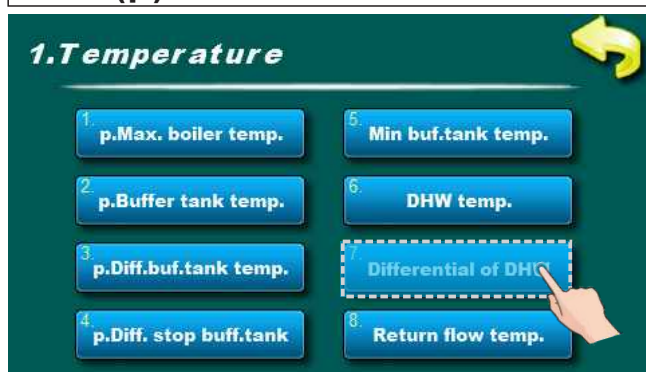 1.Temperature
1.
p.Max. boiler temp.
2.
p.Buffer tank temp.
3.
p.Diff.buf.tank temp.
4.
p.Diff. stop buff.tank
5.
Min buf.tank temp.
6.
DHW temp.
7.
Differential of DHW
8.
Return flow temp.